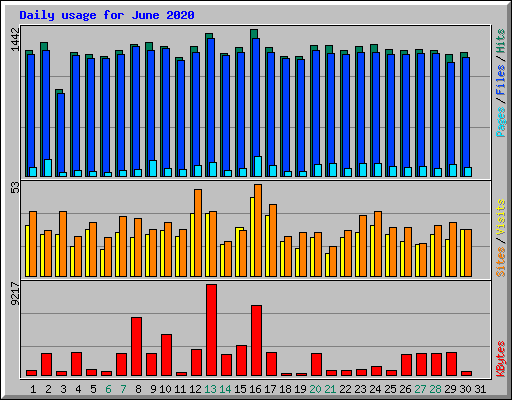 Daily usage for June 2020
1442
Pages/Files/Hits
53
Sites/Visits
9217
KBytes
1 2 3 4 5 6 7 8 9 10 11 12 13 14 15 16 17 18 19 20 21 22 23 24 25 26 27 28 29 30 31